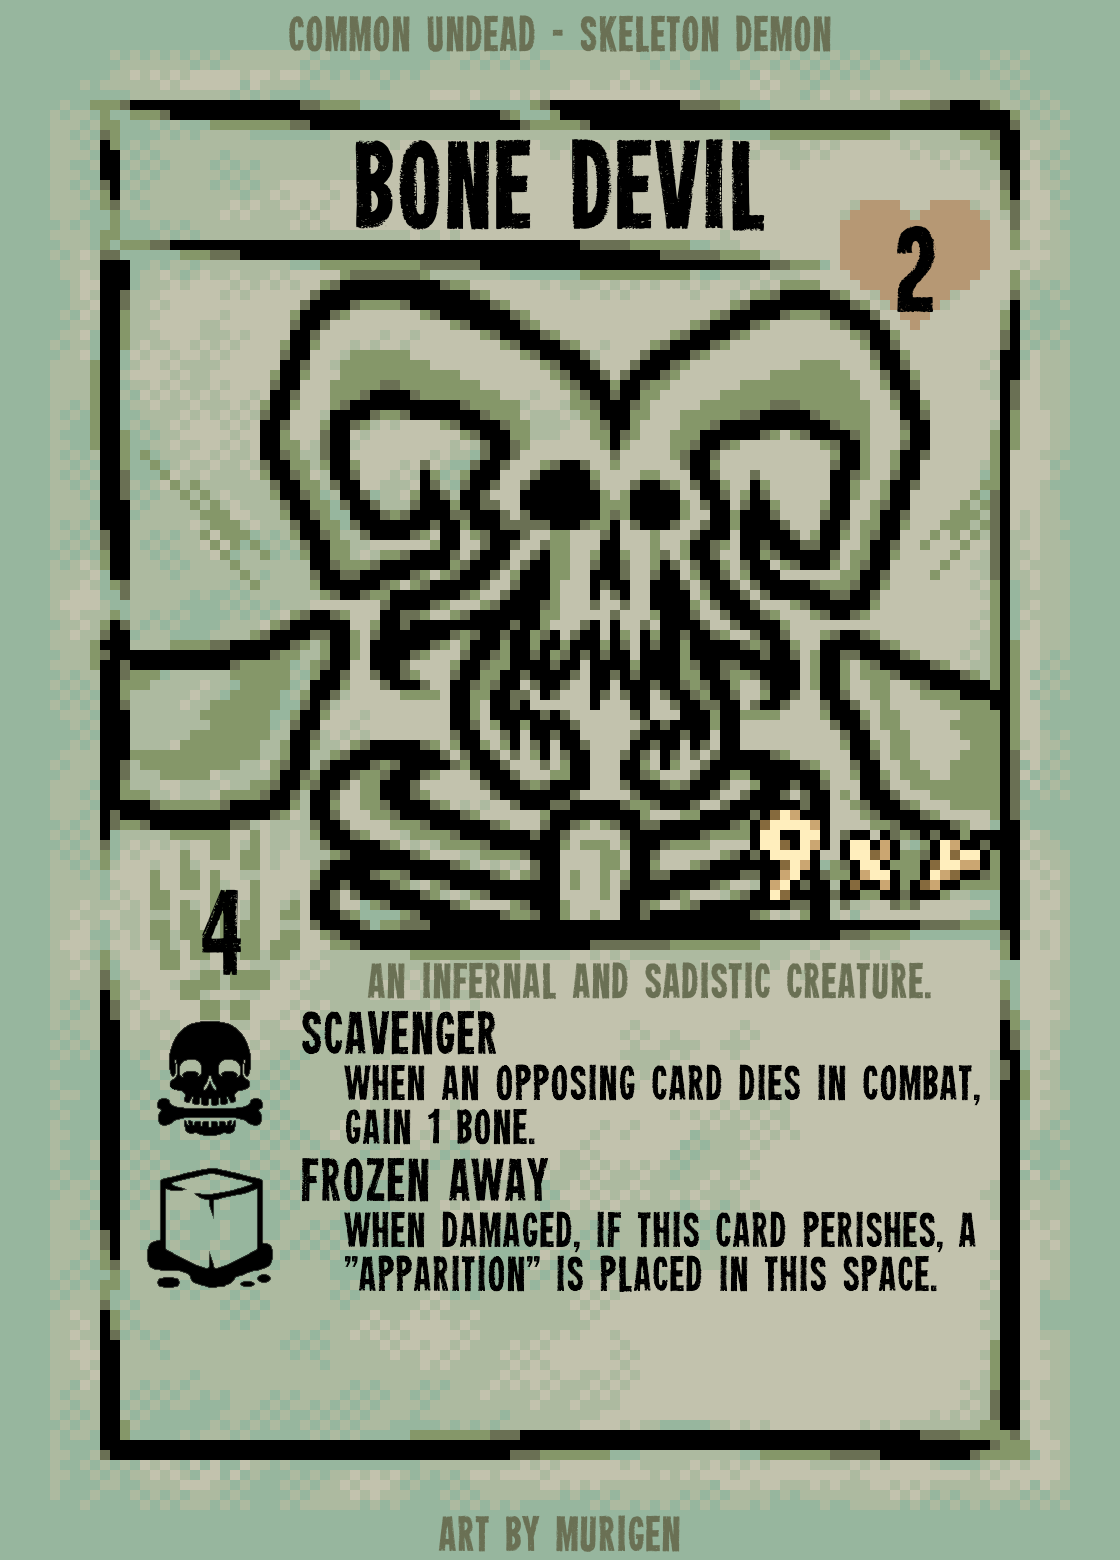 COMMON UNDEAD - SKELETON DEMON
BONE DEVIL
2
9 x
4
AN INFERNAL AND SADISTIC CREATURE.
SCAVENGER
WHEN AN OPPOSING CARD DIES IN COMBAT,
GAIN 1 BONE.
FROZEN AWAY
WHEN DAMAGED, IF THIS CARD PERISHES, A
"APPARITION" IS PLACED IN THIS SPACE.
ART BY MURIGEN